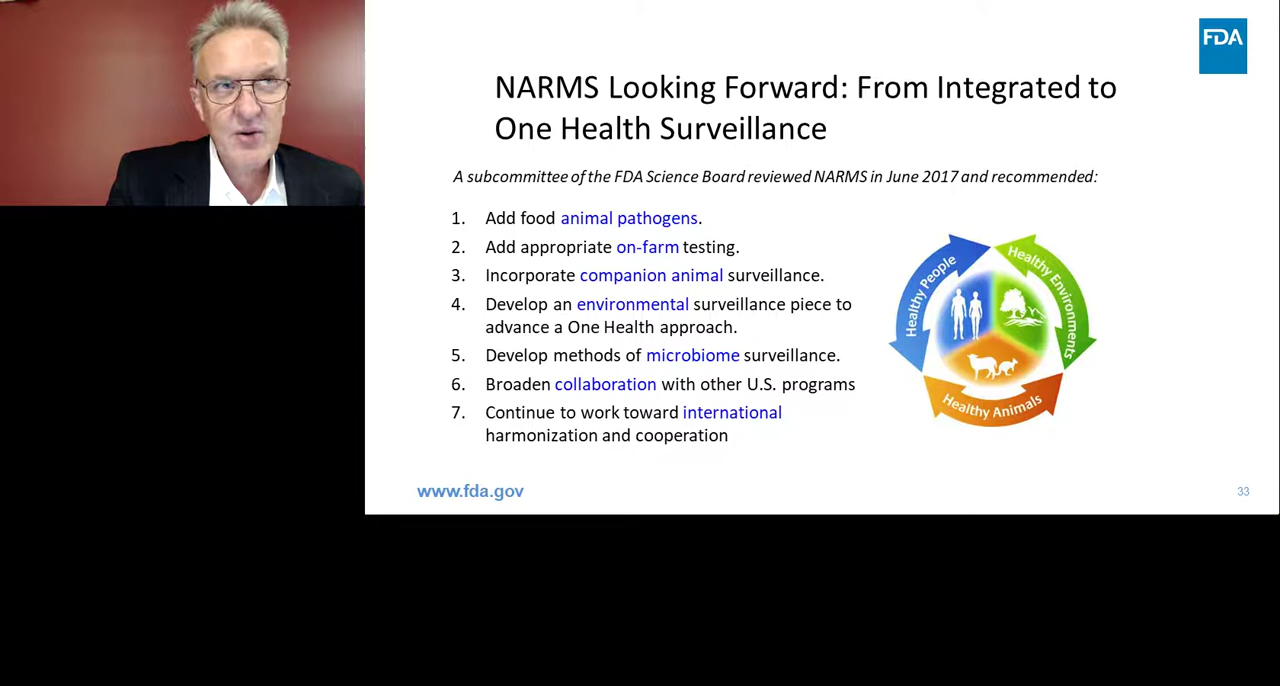 FDA
NARMS Looking Forward: From Integrated to
One Health Surveillance
A subcommittee of the FDA Science Board reviewed NARMS in June 2017 and recommended:
1. Add food animal pathogens.
2. Add appropriate on-farm testing.
3. Incorporate companion animal surveillance.
4. Develop an environmental surveillance piece to
advance a One Health approach.
5. Develop methods of microbiome surveillance.
6. Broaden collaboration with other U.S. programs
7. Continue to work toward international
harmonization and cooperation
Healthy People
Healthy Environments
Healthy Animals
www.fda.gov
33